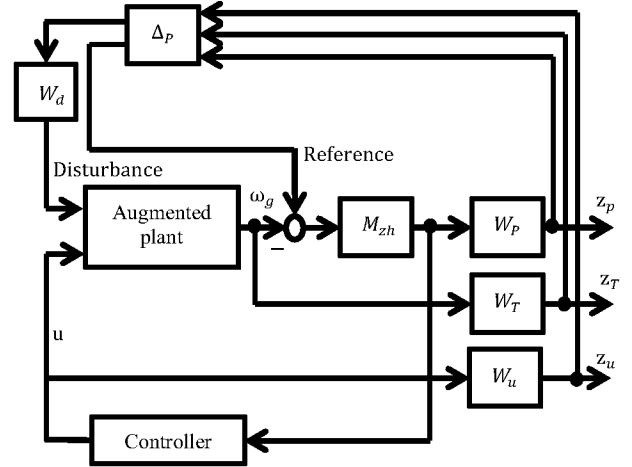 Δ_P
W_d
Disturbance
Reference
ω_g
z_p
Augmented
plant
−
M_zh
W_P
z_T
W_T
u
z_u
W_u
Controller